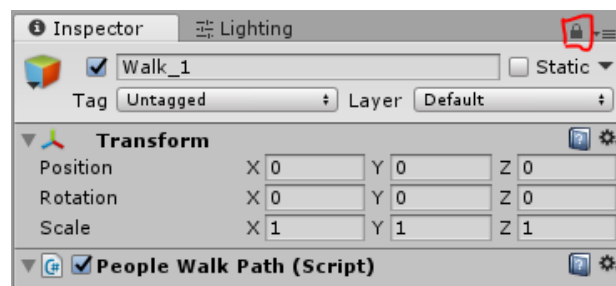 Inspector Lighting
Walk_1 Static
Tag Untagged Layer Default
Transform
Position X 0 Y 0 Z 0
Rotation X 0 Y 0 Z 0
Scale X 1 Y 1 Z 1
People Walk Path (Script)